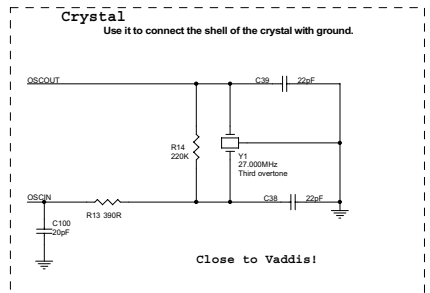 Crystal
Use it to connect the shell of the crystal with ground.
C39 22pF
OSCOUT
R14
220K
Y1
27.000MHz
Third overtone
OSCIN
C38 22pF
R13 390R
C100
20pF
Close to Vaddis!